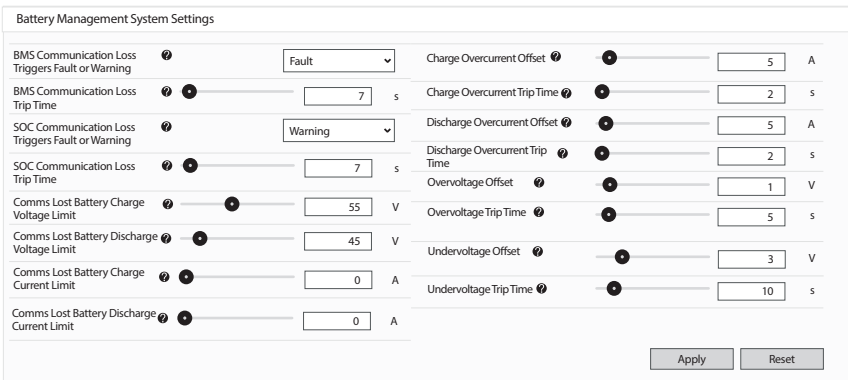 Battery Management System Settings
BMS Communication Loss
Triggers Fault or Warning
?
Fault
BMS Communication Loss
Trip Time
?
7
s
SOC Communication Loss
Triggers Fault or Warning
?
Warning
SOC Communication Loss
Trip Time
?
7
s
Comms Lost Battery Charge
Voltage Limit
?
55
V
Comms Lost Battery Discharge
Voltage Limit
?
45
V
Comms Lost Battery Charge
Current Limit
?
0
A
Comms Lost Battery Discharge
Current Limit
?
0
A
Charge Overcurrent Offset
?
5
A
Charge Overcurrent Trip Time
?
2
s
Discharge Overcurrent Offset
?
5
A
Discharge Overcurrent Trip
Time
?
2
s
Overvoltage Offset
?
1
V
Overvoltage Trip Time
?
5
s
Undervoltage Offset
?
3
V
Undervoltage Trip Time
?
10
s
Apply
Reset